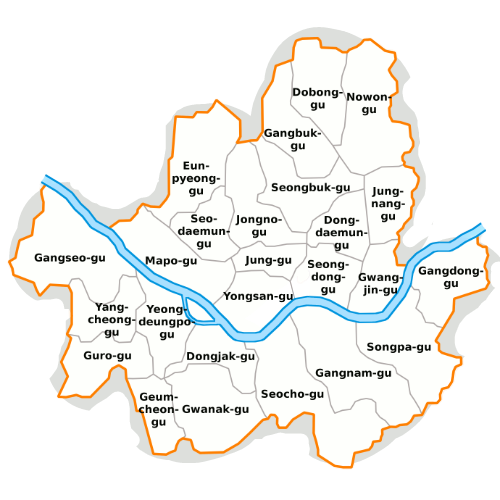 Dobong-
gu
Nowon-
gu
Gangbuk-
gu
Eun-
pyeong-
gu
Seongbuk-gu
Jung-
nang-
gu
Seo-
daemun-
gu
Jongno-
gu
Dong-
daemun-
gu
Gangseo-gu
Mapo-gu
Jung-gu
Seong-
dong-
gu
Gwang-
jin-gu
Gangdong-
gu
Yang-
cheong-
gu
Yeong-
deungpo-
gu
Yongsan-gu
Guro-gu
Dongjak-gu
Songpa-gu
Gangnam-gu
Geum-
cheon-
gu
Gwanak-gu
Seocho-gu